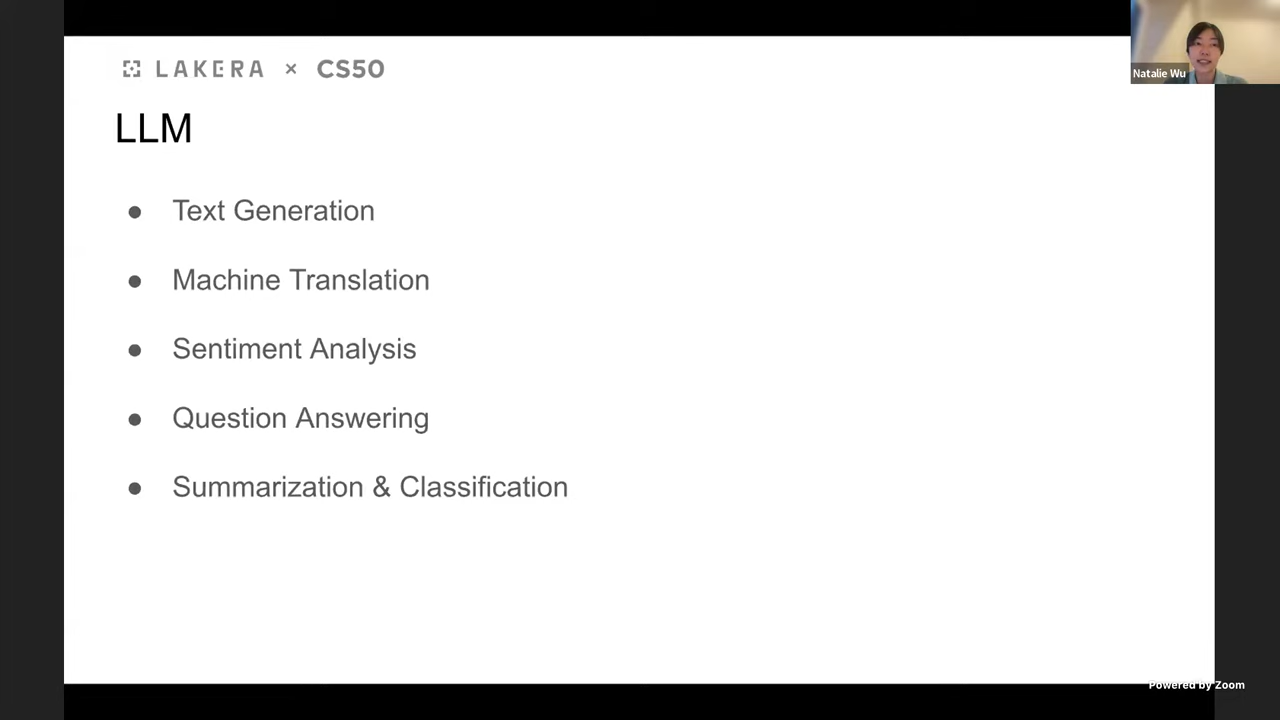 LAKERA × CS50
Natalie Wu
LLM
● Text Generation
● Machine Translation
● Sentiment Analysis
● Question Answering
● Summarization & Classification
Powered by Zoom